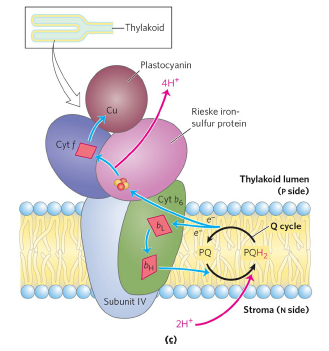 Thylakoid
Plastocyanin
4H⁺
Cu
Rieske iron-
sulfur protein
Cyt f
Thylakoid lumen
(P side)
Cyt b₆
e⁻
bL
Q cycle
e⁻
PQ
PQH₂
bH
Subunit IV
Stroma (N side)
2H⁺
(c)